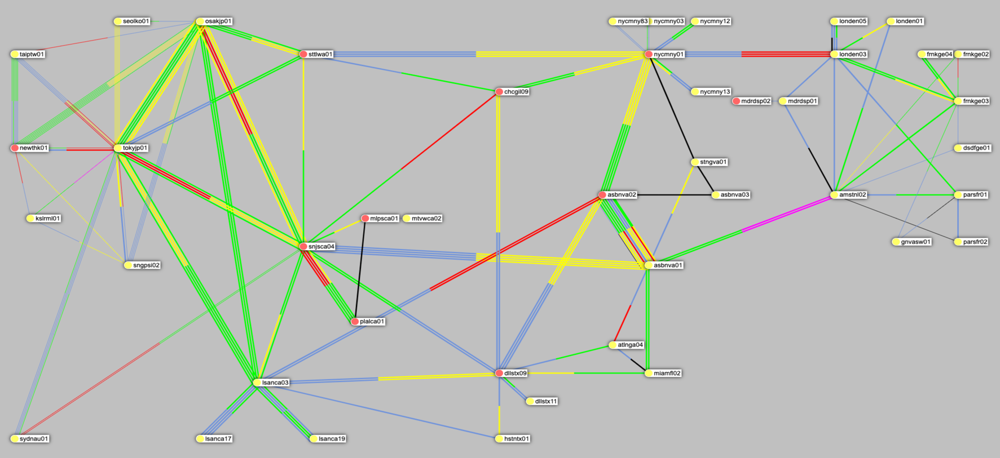 seolko01
osakjp01
nycmny83
nycmny03
nycmny12
londen05
londen01
taiptw01
sttlwa01
nycmny01
londen03
frnkge04
frnkge02
chcgil09
nycmny13
mdrdsp02
mdrdsp01
frnkge03
newthk01
tokyjp01
dsdfge01
stngva01
asbnva02
asbnva03
amstnl02
parsfr01
kslrml01
mlpsca01
mtvwca02
snjsca04
gnvasw01
parsfr02
sngpsi02
asbnva01
plalca01
atlnga04
dllstx09
miamfl02
lsanca03
dllstx11
sydnau01
lsanca17
lsanca19
hstntx01